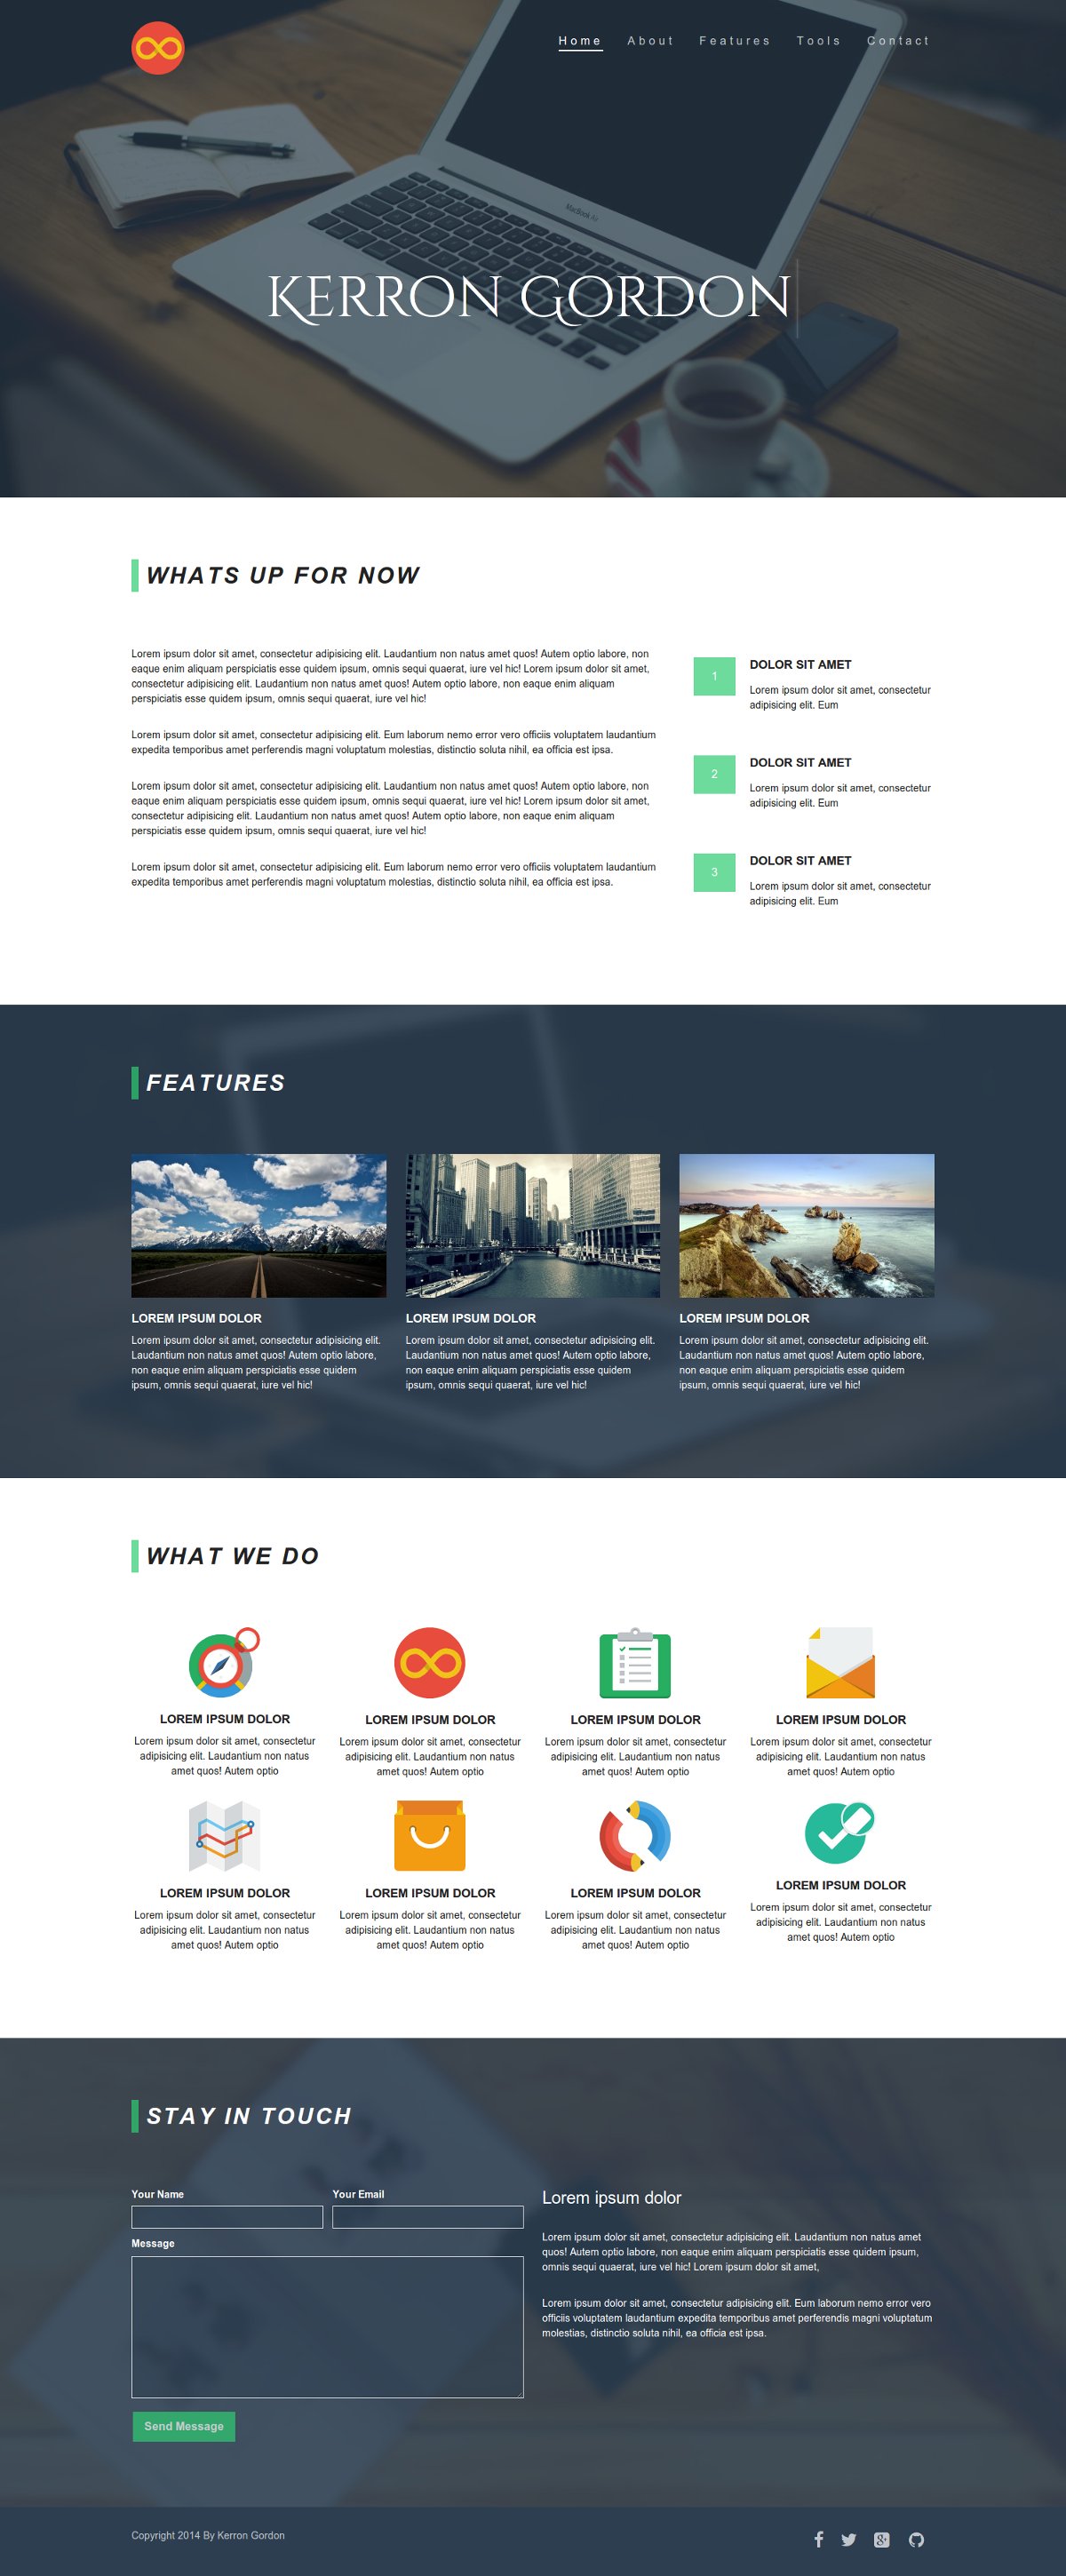 Home About Features Tools Contact
MacBook Air
KERRON GORDON
WHATS UP FOR NOW
Lorem ipsum dolor sit amet, consectetur adipisicing elit. Laudantium non natus amet quos! Autem optio labore, non
eaque enim aliquam perspiciatis esse quidem ipsum, omnis sequi quaerat, iure vel hic! Lorem ipsum dolor sit amet,
consectetur adipisicing elit. Laudantium non natus amet quos! Autem optio labore, non eaque enim aliquam
perspiciatis esse quidem ipsum, omnis sequi quaerat, iure vel hic!
Lorem ipsum dolor sit amet, consectetur adipisicing elit. Eum laborum nemo error vero officiis voluptatem laudantium
expedita temporibus amet perferendis magni voluptatum molestias, distinctio soluta nihil, ea officia est ipsa.
Lorem ipsum dolor sit amet, consectetur adipisicing elit. Laudantium non natus amet quos! Autem optio labore, non
eaque enim aliquam perspiciatis esse quidem ipsum, omnis sequi quaerat, iure vel hic! Lorem ipsum dolor sit amet,
consectetur adipisicing elit. Laudantium non natus amet quos! Autem optio labore, non eaque enim aliquam
perspiciatis esse quidem ipsum, omnis sequi quaerat, iure vel hic!
Lorem ipsum dolor sit amet, consectetur adipisicing elit. Eum laborum nemo error vero officiis voluptatem laudantium
expedita temporibus amet perferendis magni voluptatum molestias, distinctio soluta nihil, ea officia est ipsa.
1
DOLOR SIT AMET
Lorem ipsum dolor sit amet, consectetur
adipisicing elit. Eum
2
DOLOR SIT AMET
Lorem ipsum dolor sit amet, consectetur
adipisicing elit. Eum
3
DOLOR SIT AMET
Lorem ipsum dolor sit amet, consectetur
adipisicing elit. Eum
FEATURES
LOREM IPSUM DOLOR
Lorem ipsum dolor sit amet, consectetur adipisicing elit.
Laudantium non natus amet quos! Autem optio labore,
non eaque enim aliquam perspiciatis esse quidem
ipsum, omnis sequi quaerat, iure vel hic!
LOREM IPSUM DOLOR
Lorem ipsum dolor sit amet, consectetur adipisicing elit.
Laudantium non natus amet quos! Autem optio labore,
non eaque enim aliquam perspiciatis esse quidem
ipsum, omnis sequi quaerat, iure vel hic!
LOREM IPSUM DOLOR
Lorem ipsum dolor sit amet, consectetur adipisicing elit.
Laudantium non natus amet quos! Autem optio labore,
non eaque enim aliquam perspiciatis esse quidem
ipsum, omnis sequi quaerat, iure vel hic!
WHAT WE DO
LOREM IPSUM DOLOR
Lorem ipsum dolor sit amet, consectetur
adipisicing elit. Laudantium non natus
amet quos! Autem optio
LOREM IPSUM DOLOR
Lorem ipsum dolor sit amet, consectetur
adipisicing elit. Laudantium non natus
amet quos! Autem optio
LOREM IPSUM DOLOR
Lorem ipsum dolor sit amet, consectetur
adipisicing elit. Laudantium non natus
amet quos! Autem optio
LOREM IPSUM DOLOR
Lorem ipsum dolor sit amet, consectetur
adipisicing elit. Laudantium non natus
amet quos! Autem optio
LOREM IPSUM DOLOR
Lorem ipsum dolor sit amet, consectetur
adipisicing elit. Laudantium non natus
amet quos! Autem optio
LOREM IPSUM DOLOR
Lorem ipsum dolor sit amet, consectetur
adipisicing elit. Laudantium non natus
amet quos! Autem optio
LOREM IPSUM DOLOR
Lorem ipsum dolor sit amet, consectetur
adipisicing elit. Laudantium non natus
amet quos! Autem optio
LOREM IPSUM DOLOR
Lorem ipsum dolor sit amet, consectetur
adipisicing elit. Laudantium non natus
amet quos! Autem optio
STAY IN TOUCH
Your Name
Your Email
Message
Send Message
Lorem ipsum dolor
Lorem ipsum dolor sit amet, consectetur adipisicing elit. Laudantium non natus amet
quos! Autem optio labore, non eaque enim aliquam perspiciatis esse quidem ipsum,
omnis sequi quaerat, iure vel hic! Lorem ipsum dolor sit amet,
Lorem ipsum dolor sit amet, consectetur adipisicing elit. Eum laborum nemo error vero
officiis voluptatem laudantium expedita temporibus amet perferendis magni voluptatum
molestias, distinctio soluta nihil, ea officia est ipsa.
Copyright 2014 By Kerron Gordon